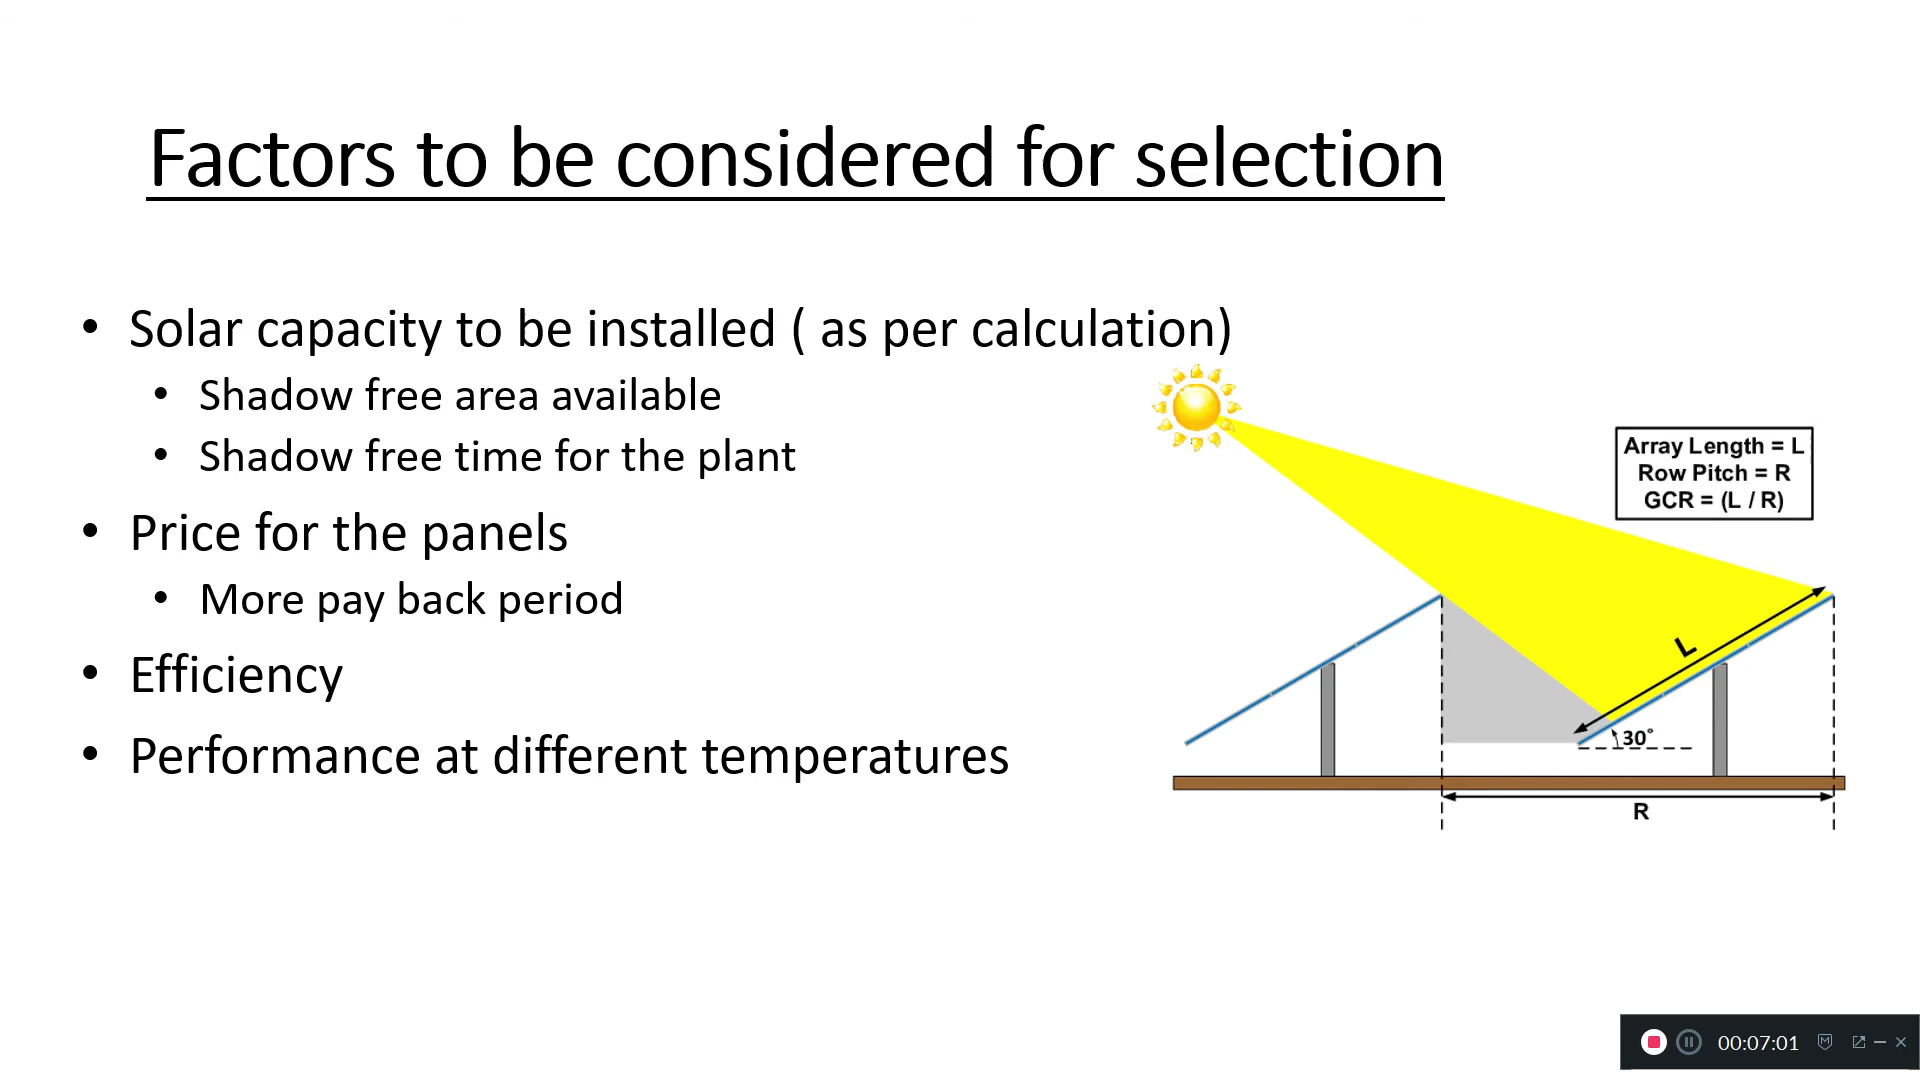 Factors to be considered for selection
• Solar capacity to be installed ( as per calculation)
• Shadow free area available
• Shadow free time for the plant
• Price for the panels
• More pay back period
• Efficiency
• Performance at different temperatures
Array Length = L
Row Pitch = R
GCR = (L / R)
L
30°
R
00:07:01